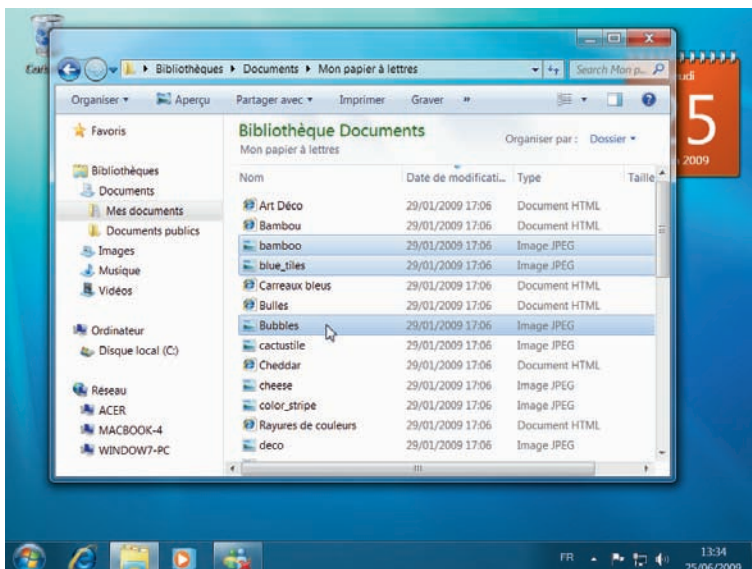 Bibliothèques ▸ Documents ▸ Mon papier à lettres
Search Mon p...
Organiser Aperçu Partager avec Imprimer Graver »
Favoris
Bibliothèques
Documents
Mes documents
Documents publics
Images
Musique
Vidéos
Ordinateur
Disque local (C:)
Réseau
ACER
MACBOOK-4
WINDOW7-PC
Bibliothèque Documents
Mon papier à lettres
Organiser par : Dossier
Nom Date de modificati... Type Taille
Art Déco 29/01/2009 17:06 Document HTML
Bambou 29/01/2009 17:06 Document HTML
bamboo 29/01/2009 17:06 Image JPEG
blue_tiles 29/01/2009 17:06 Image JPEG
Carreaux bleus 29/01/2009 17:06 Document HTML
Bulles 29/01/2009 17:06 Document HTML
Bubbles 29/01/2009 17:06 Image JPEG
cactustile 29/01/2009 17:06 Image JPEG
Cheddar 29/01/2009 17:06 Document HTML
cheese 29/01/2009 17:06 Image JPEG
color_stripe 29/01/2009 17:06 Image JPEG
Rayures de couleurs 29/01/2009 17:06 Document HTML
deco 29/01/2009 17:06 Image JPEG
udi
5
2009
FR
13:34
25/06/2009